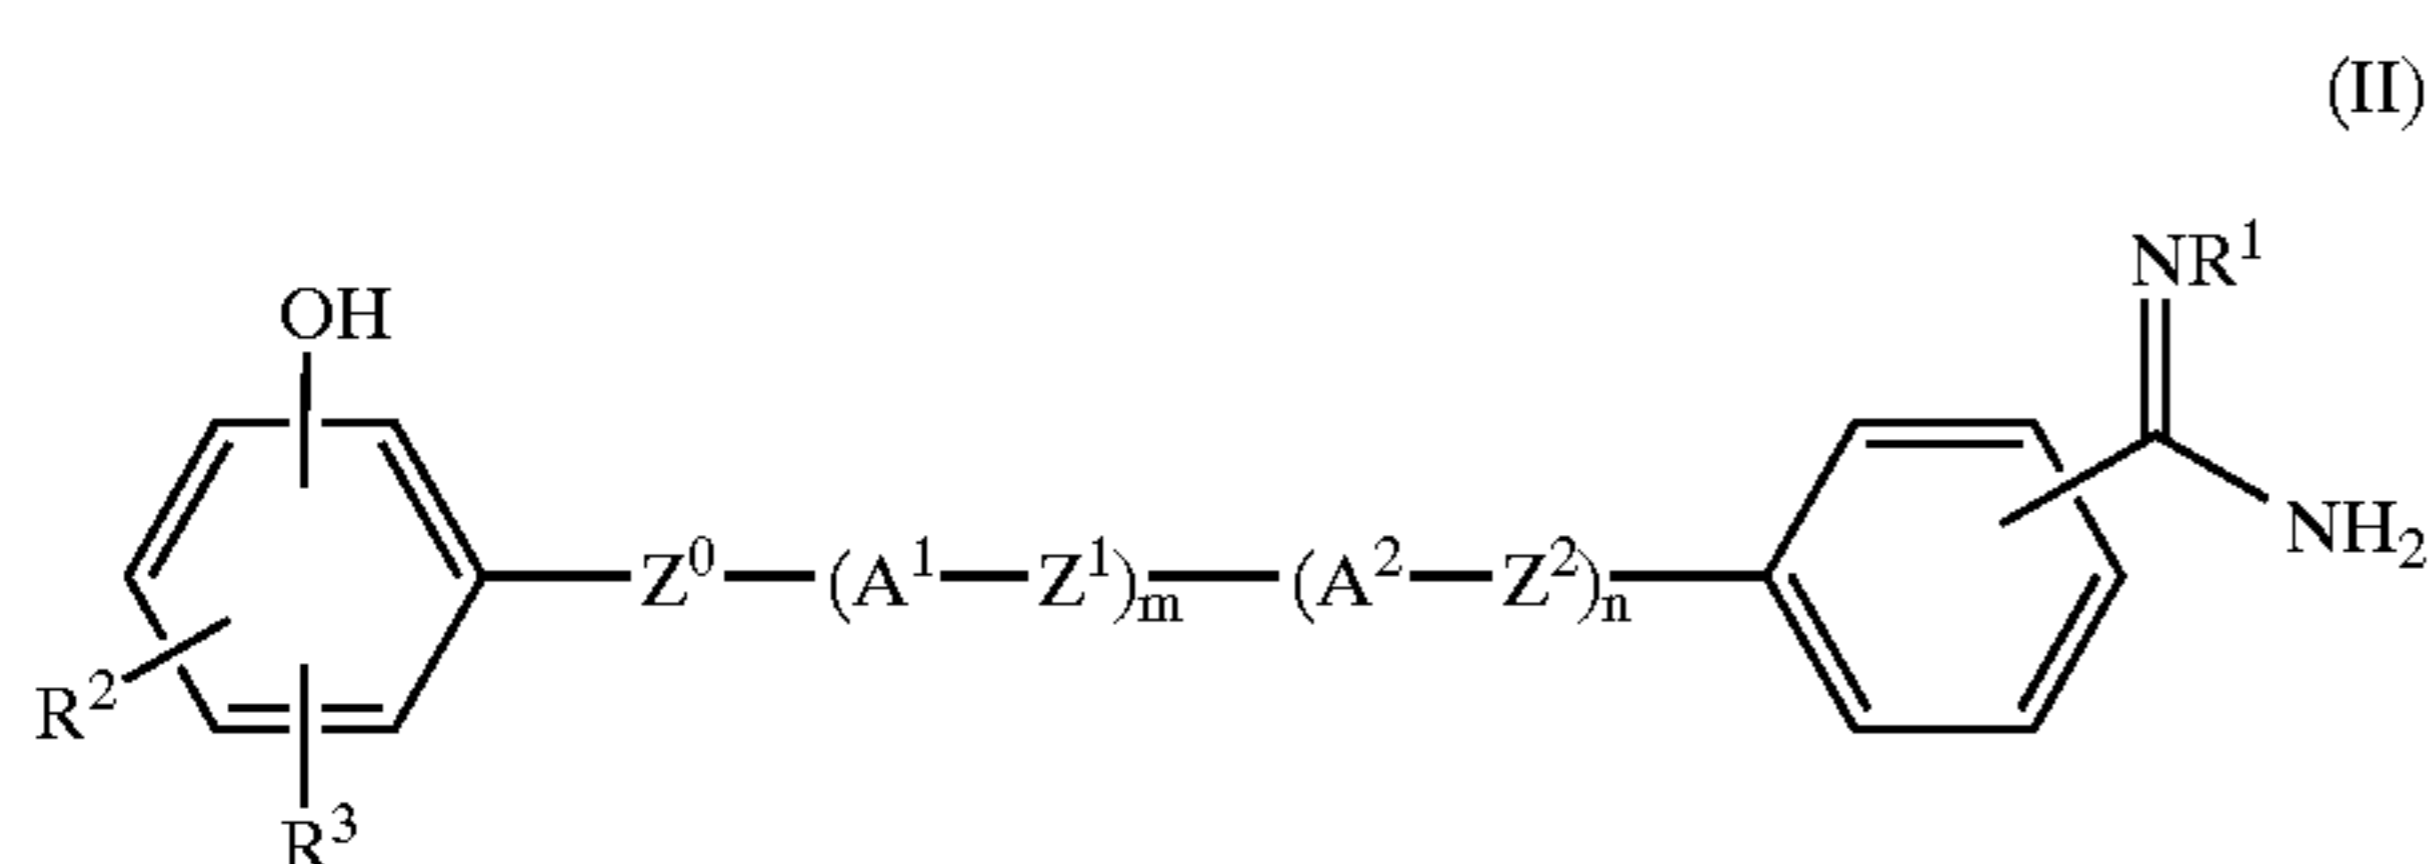 (II)
NR¹
OH
NH₂
Z⁰—(A¹—Z¹)ₘ—(A²—Z²)ₙ
R²
R³